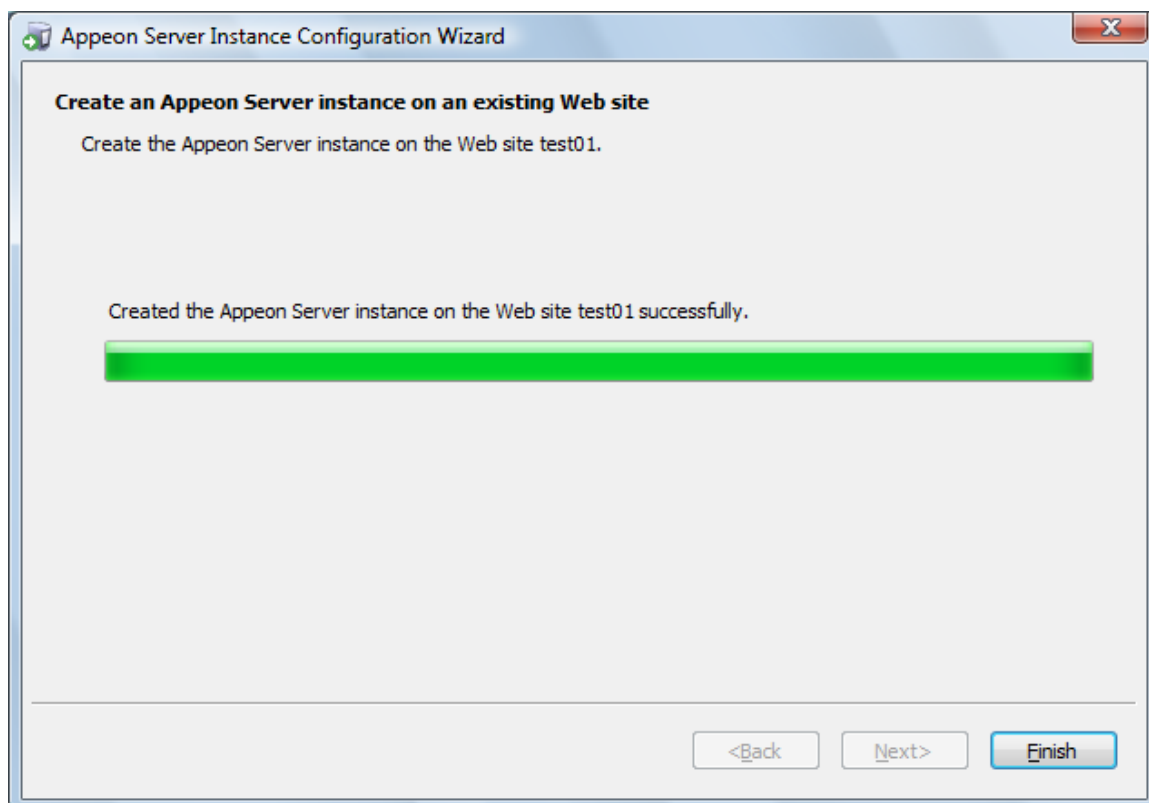 Appeon Server Instance Configuration Wizard
Create an Appeon Server instance on an existing Web site
Create the Appeon Server instance on the Web site test01.
Created the Appeon Server instance on the Web site test01 successfully.
<Back Next> Finish